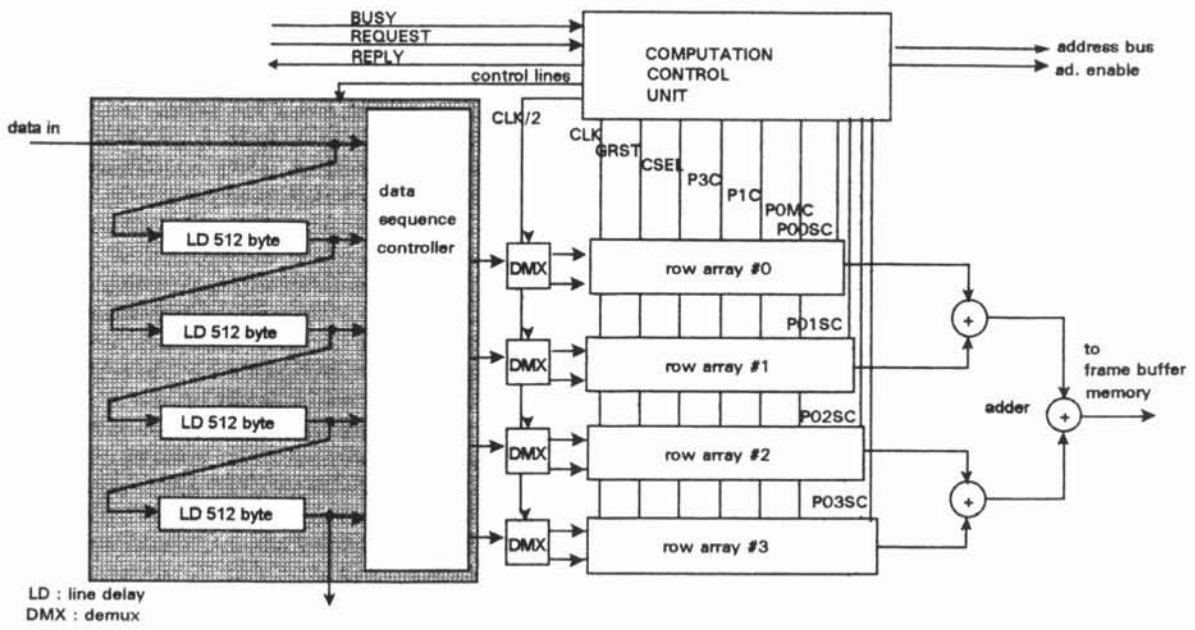 BUSY
REQUEST
REPLY
control lines
COMPUTATION
CONTROL
UNIT
address bus
ad. enable
data in
CLK/2
CLK
GRST
CSEL
P3C
P1C
P0MC
P00SC
data
sequence
controller
LD 512 byte
LD 512 byte
LD 512 byte
LD 512 byte
DMX
DMX
DMX
DMX
row array #0
P01SC
row array #1
P02SC
row array #2
P03SC
row array #3
+
+
+
adder
to
frame buffer
memory
LD : line delay
DMX : demux